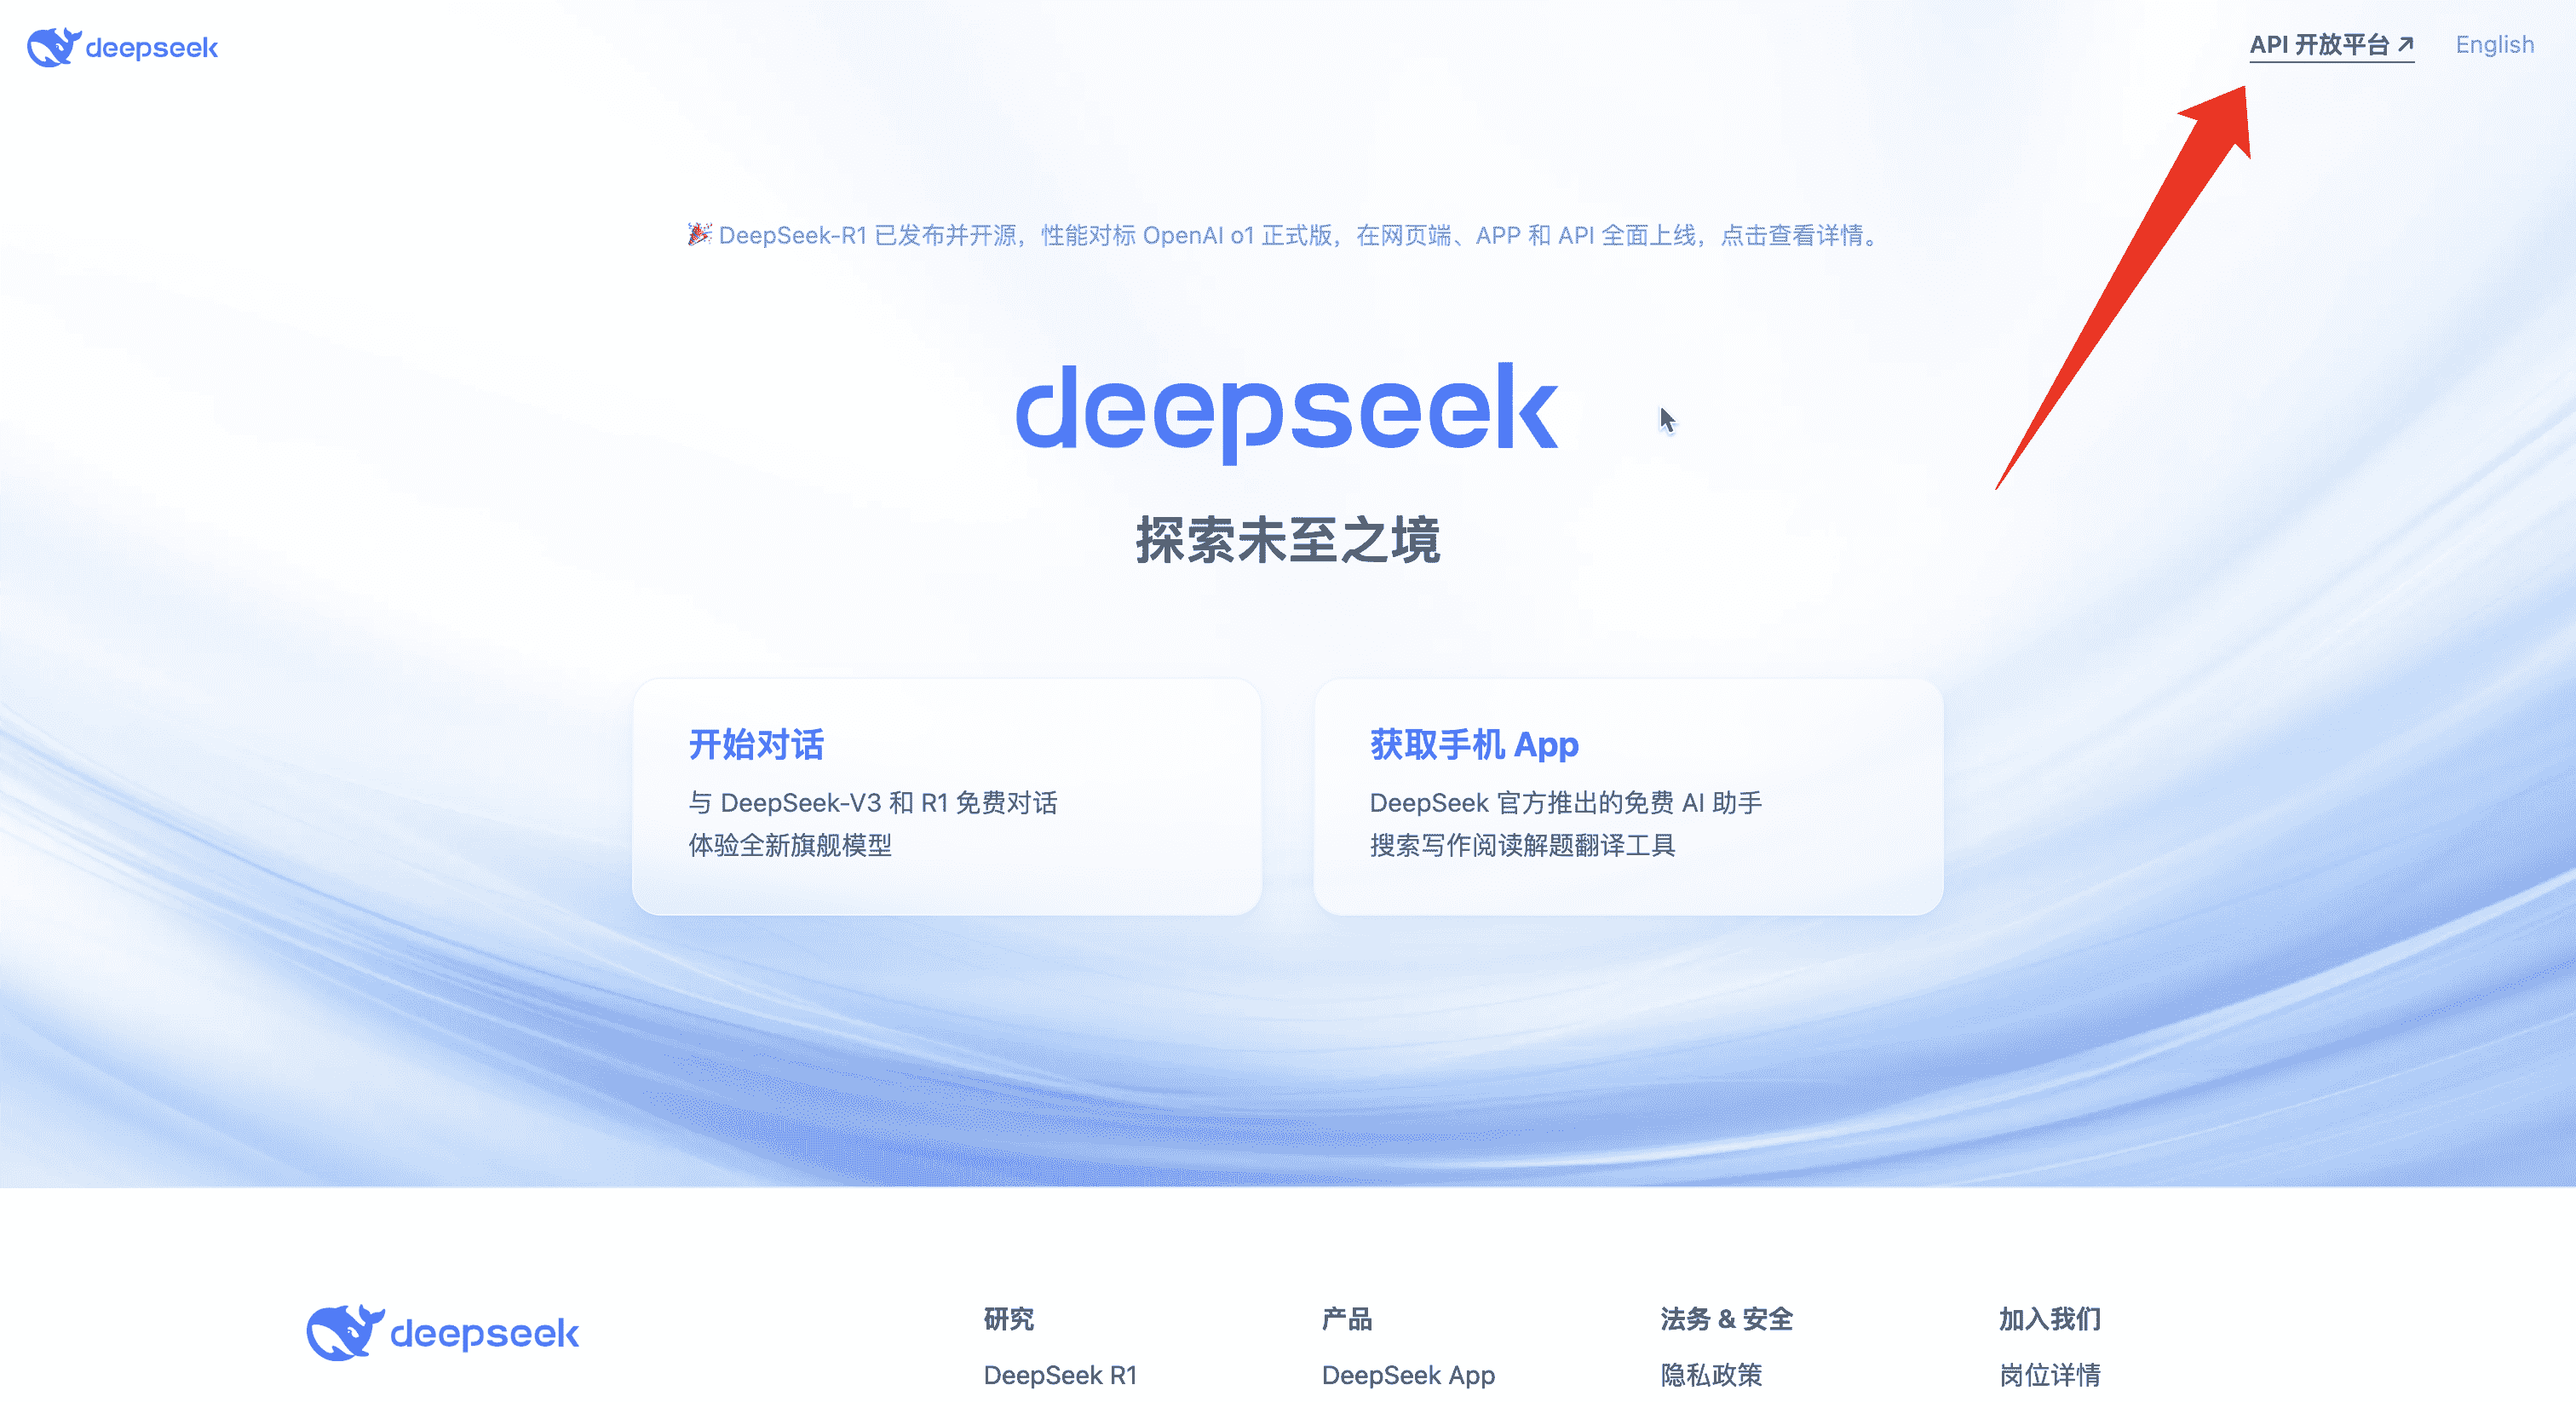 deepseek
API 开放平台 ↗ English
🎉 DeepSeek-R1 已发布并开源，性能对标 OpenAI o1 正式版，在网页端、APP 和 API 全面上线，点击查看详情。
deepseek
探索未至之境
开始对话
与 DeepSeek-V3 和 R1 免费对话
体验全新旗舰模型
获取手机 App
DeepSeek 官方推出的免费 AI 助手
搜索写作阅读解题翻译工具
deepseek
研究
DeepSeek R1
产品
DeepSeek App
法务 & 安全
隐私政策
加入我们
岗位详情